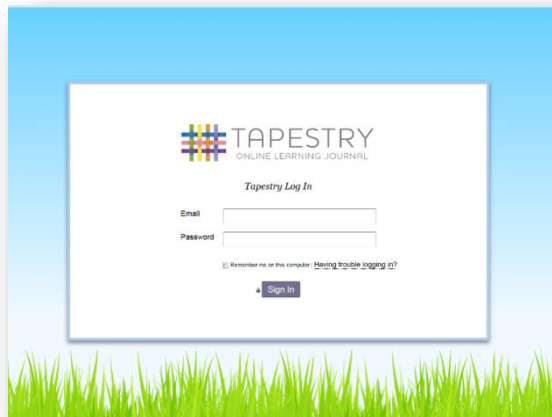 TAPESTRY
ONLINE LEARNING JOURNAL
Tapestry Log In
Email
Password
Remember me on this computer | Having trouble logging in?
Sign In